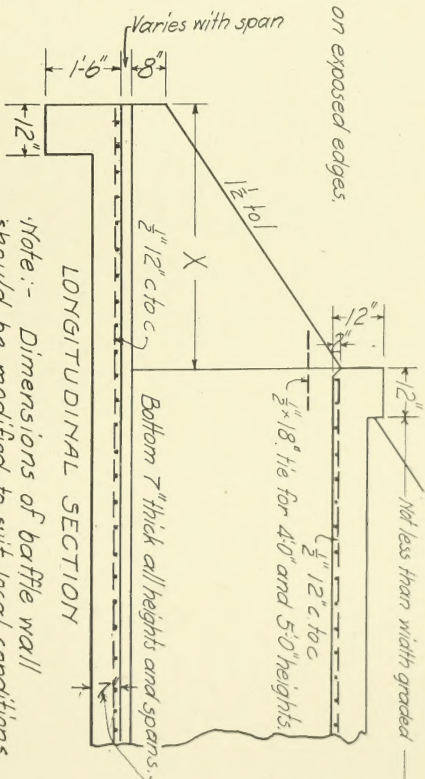 on exposed edges.
Varies with span
1'-6"
8"
12"
1½ to 1
X
12"
12"
Not less than width graded
½" 12" c. to c.
½" × 18" tie for 4'-0" and 5'-0" heights.
½" 12" c. to c.
Bottom 7" thick all heights and spans.
LONGITUDINAL SECTION
Note:- Dimensions of baffle wall
should be modified to suit local conditions